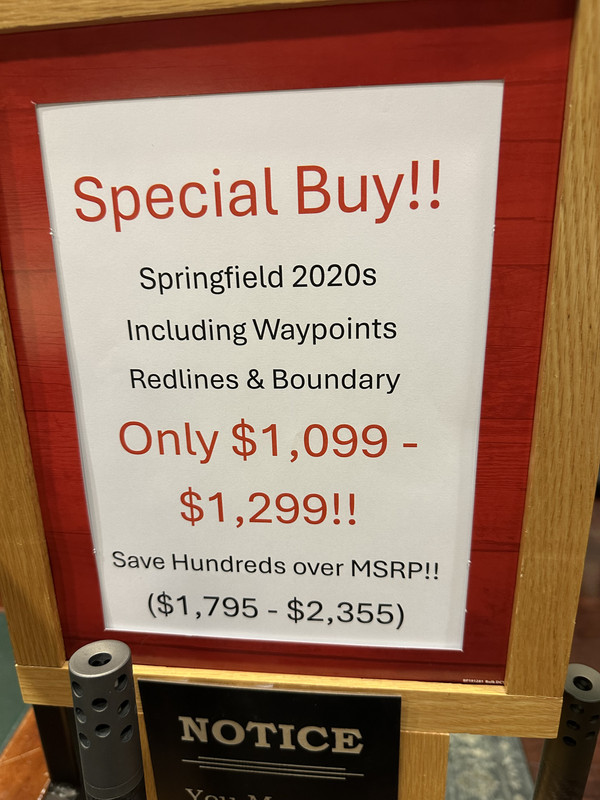 Special Buy!!
Springfield 2020s
Including Waypoints
Redlines & Boundary
Only $1,099 -
$1,299!!
Save Hundreds over MSRP!!
($1,795 - $2,355)
NOTICE